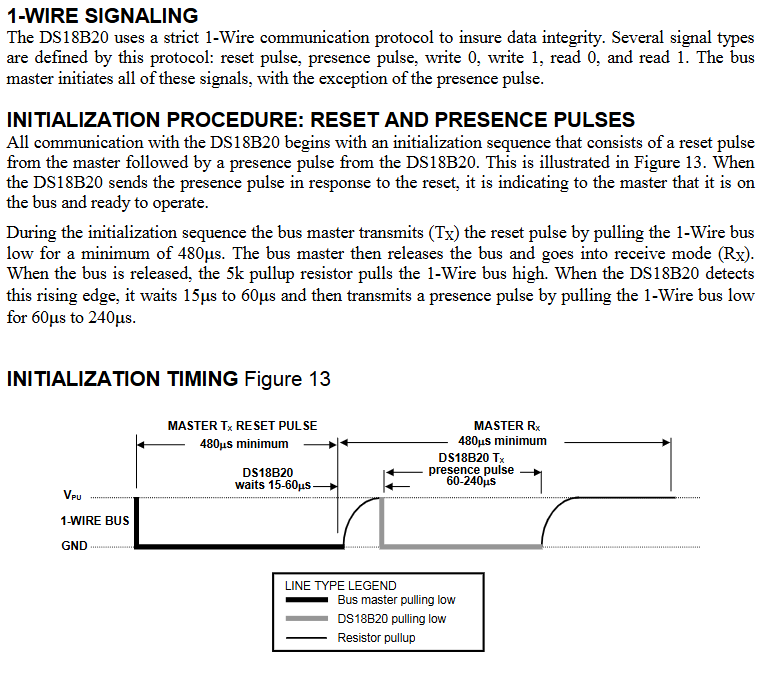 1-WIRE SIGNALING
The DS18B20 uses a strict 1-Wire communication protocol to insure data integrity. Several signal types
are defined by this protocol: reset pulse, presence pulse, write 0, write 1, read 0, and read 1. The bus
master initiates all of these signals, with the exception of the presence pulse.
INITIALIZATION PROCEDURE: RESET AND PRESENCE PULSES
All communication with the DS18B20 begins with an initialization sequence that consists of a reset pulse
from the master followed by a presence pulse from the DS18B20. This is illustrated in Figure 13. When
the DS18B20 sends the presence pulse in response to the reset, it is indicating to the master that it is on
the bus and ready to operate.
During the initialization sequence the bus master transmits (TX) the reset pulse by pulling the 1-Wire bus
low for a minimum of 480μs. The bus master then releases the bus and goes into receive mode (RX).
When the bus is released, the 5k pullup resistor pulls the 1-Wire bus high. When the DS18B20 detects
this rising edge, it waits 15μs to 60μs and then transmits a presence pulse by pulling the 1-Wire bus low
for 60μs to 240μs.
INITIALIZATION TIMING Figure 13
MASTER TX RESET PULSE
480μs minimum
MASTER RX
480μs minimum
DS18B20
waits 15-60μs
DS18B20 TX
presence pulse
60-240μs
VPU
1-WIRE BUS
GND
LINE TYPE LEGEND
Bus master pulling low
DS18B20 pulling low
Resistor pullup